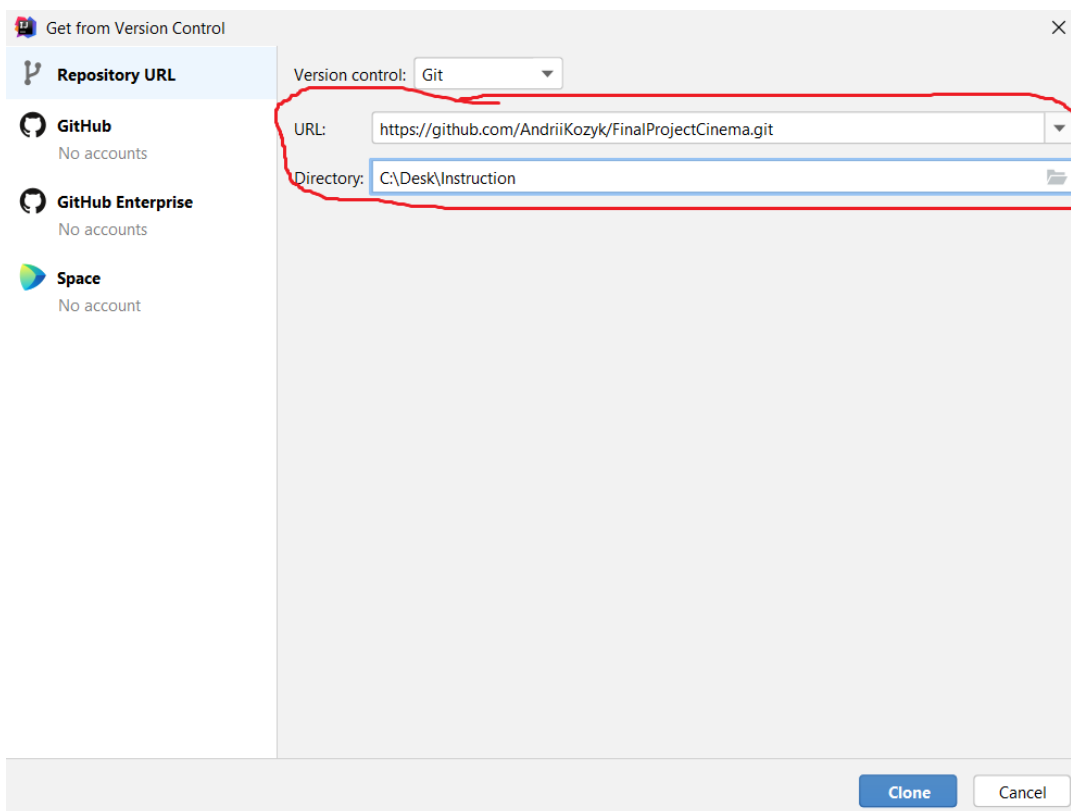 Get from Version Control
Repository URL
GitHub
No accounts
GitHub Enterprise
No accounts
Space
No account
Version control: Git
URL: https://github.com/AndriiKozyk/FinalProjectCinema.git
Directory: C:\Desk\Instruction
Clone Cancel